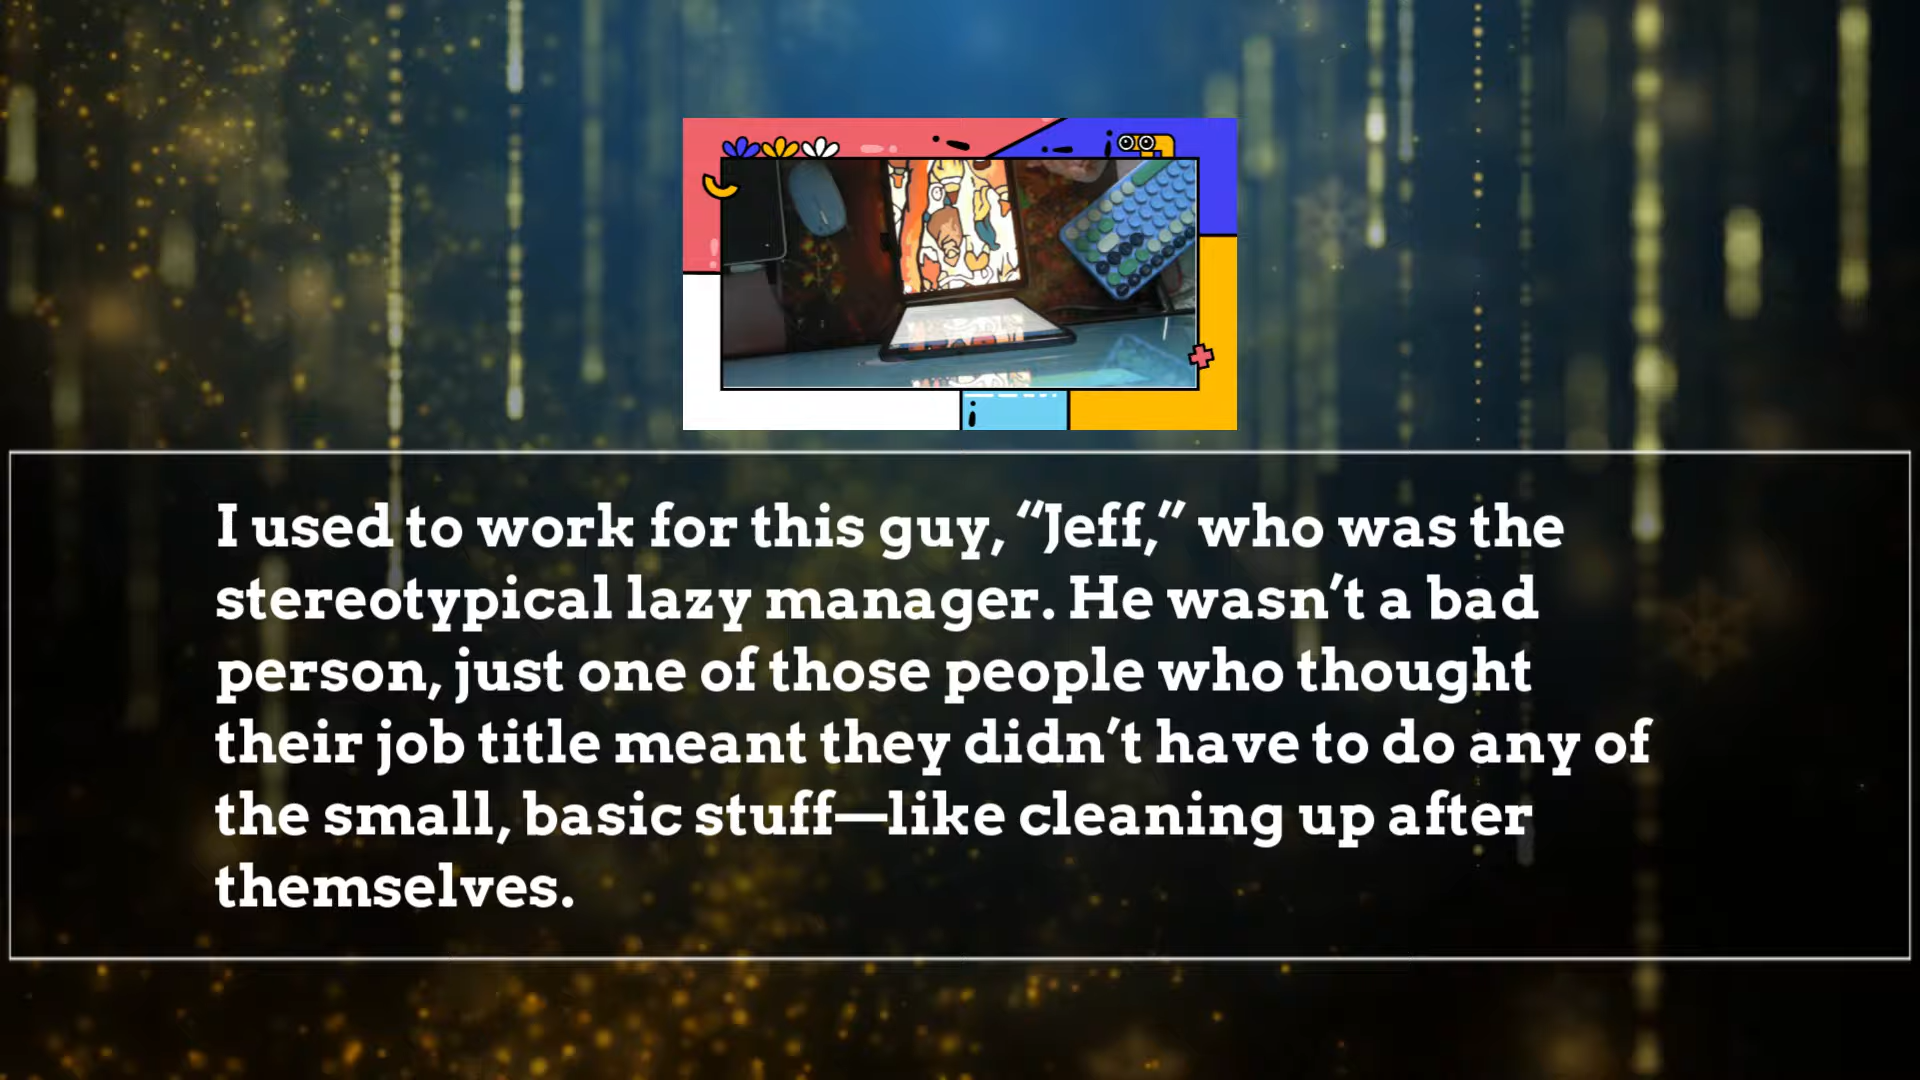 I used to work for this guy, “Jeff,” who was the
stereotypical lazy manager. He wasn’t a bad
person, just one of those people who thought
their job title meant they didn’t have to do any of
the small, basic stuff—like cleaning up after
themselves.